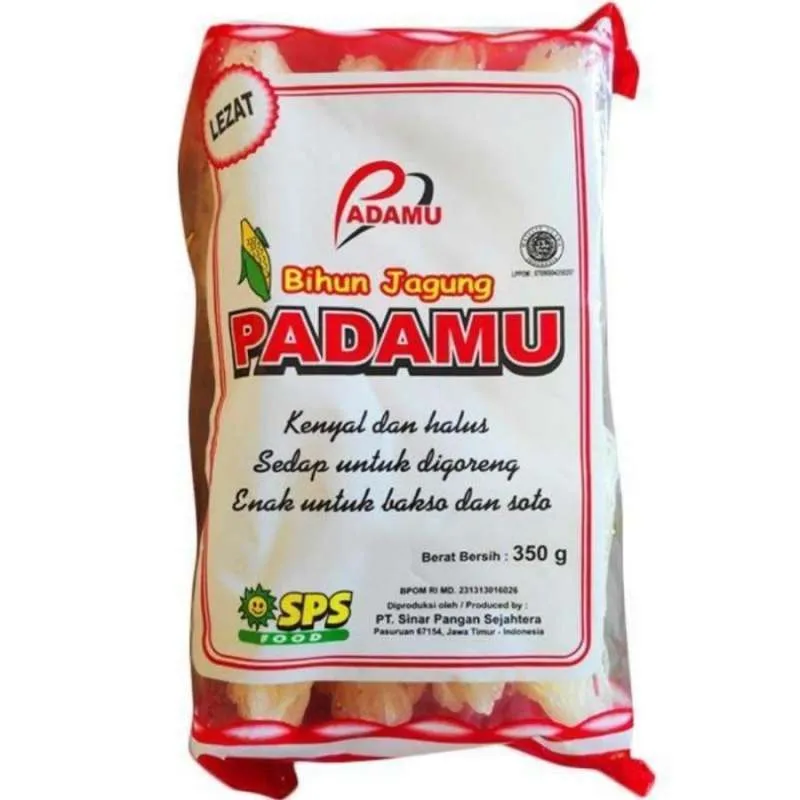 LEZAT
PADAMU
Bihun Jagung
PADAMU
Kenyal dan halus
Sedap untuk digoreng
Enak untuk bakso dan soto
Berat Bersih : 350 g
BPOM RI MD. 231313016026
Diproduksi oleh / Produced by :
PT. Sinar Pangan Sejahtera
Pasuruan 67154, Jawa Timur - Indonesia
SPS
FOOD